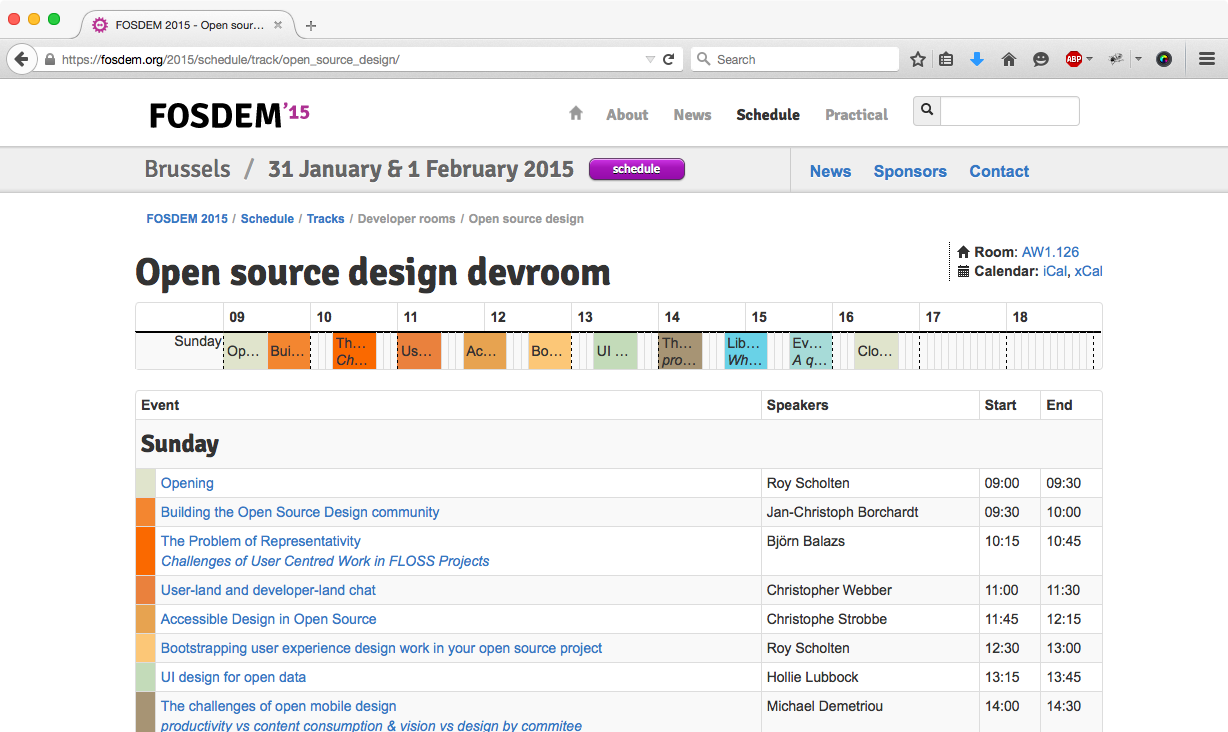 FOSDEM 2015 - Open sour...
https://fosdem.org/2015/schedule/track/open_source_design/
Search
ABP
FOSDEM'15
About News Schedule Practical
Brussels / 31 January & 1 February 2015 schedule
News Sponsors Contact
FOSDEM 2015 / Schedule / Tracks / Developer rooms / Open source design
Room: AW1.126
Calendar: iCal, xCal
Open source design devroom
09 10 11 12 13 14 15 16 17 18
Sunday Op... Bui... Th... Us... Ac... Bo... UI ... Th... Lib... Ev... Clo...
Ch... pro... Wh... A q...
Event Speakers Start End
Sunday
Opening Roy Scholten 09:00 09:30
Building the Open Source Design community Jan-Christoph Borchardt 09:30 10:00
The Problem of Representativity Björn Balazs 10:15 10:45
Challenges of User Centred Work in FLOSS Projects
User-land and developer-land chat Christopher Webber 11:00 11:30
Accessible Design in Open Source Christophe Strobbe 11:45 12:15
Bootstrapping user experience design work in your open source project Roy Scholten 12:30 13:00
UI design for open data Hollie Lubbock 13:15 13:45
The challenges of open mobile design Michael Demetriou 14:00 14:30
productivity vs content consumption & vision vs design by commitee